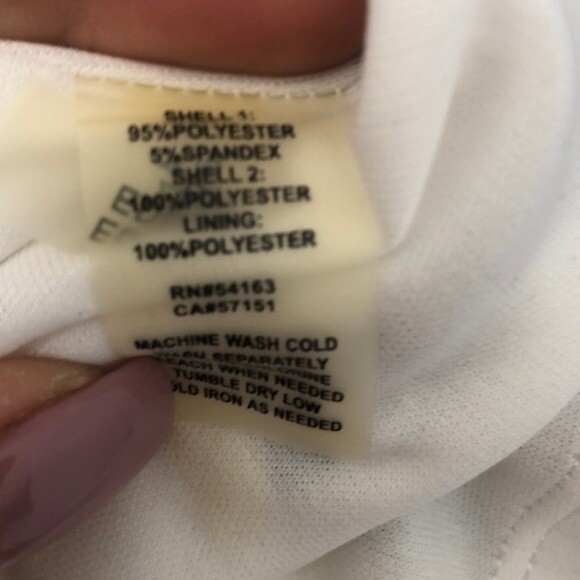 SHELL 1:
95%POLYESTER
5%SPANDEX
SHELL 2:
100%POLYESTER
LINING:
100%POLYESTER
RN#54163
CA#57151
MACHINE WASH COLD
WASH SEPARATELY
WHEN NEEDED
TUMBLE DRY LOW
IRON AS NEEDED